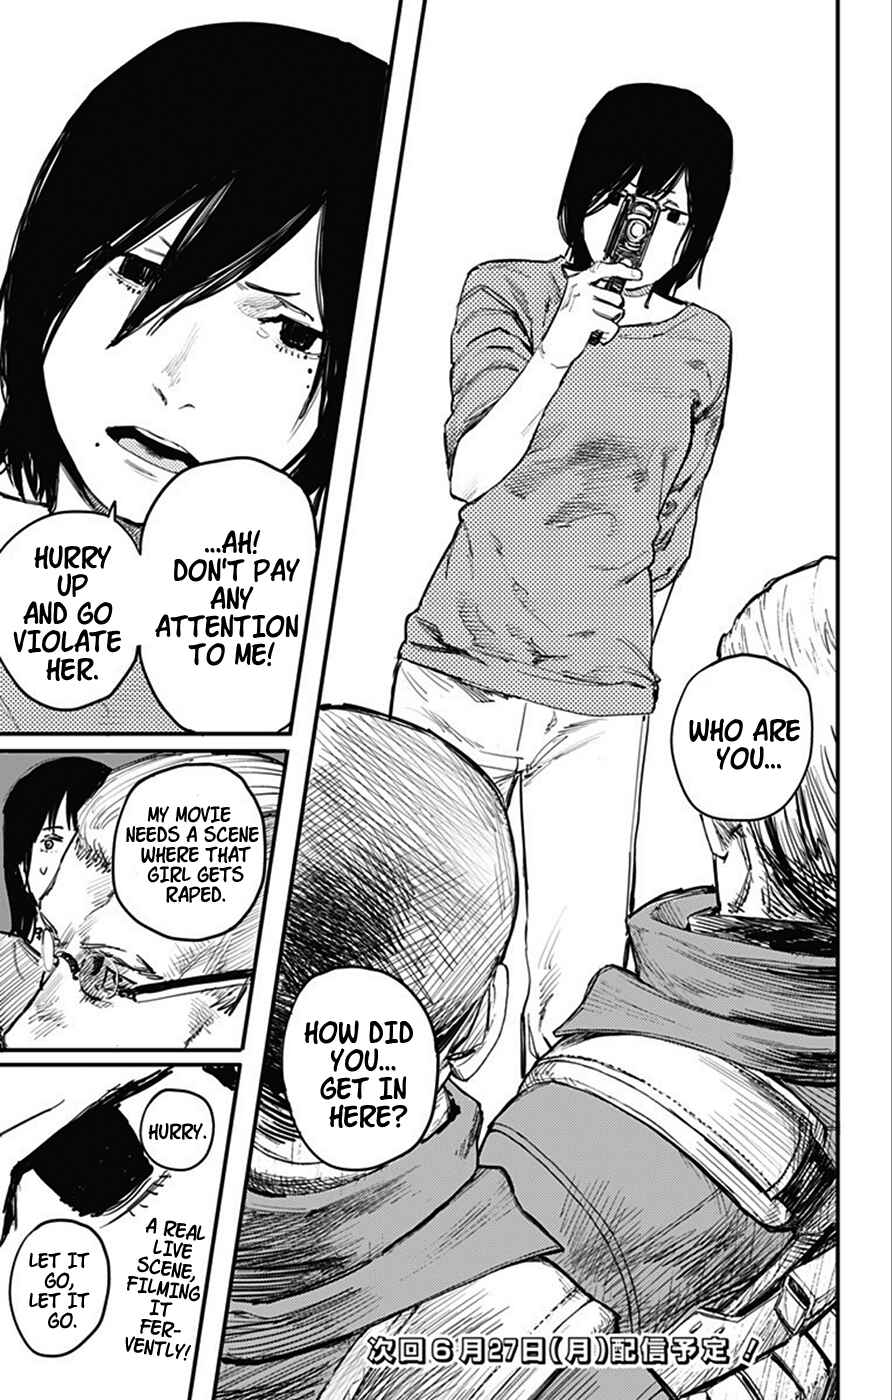 WHO ARE
YOU...
HOW DID
YOU...
GET IN
HERE?
...AH!
DON'T PAY
ANY
ATTENTION
TO ME!
HURRY
UP
AND GO
VIOLATE
HER.
MY MOVIE
NEEDS A SCENE
WHERE THAT
GIRL GETS
RAPED.
HURRY.
A REAL
LIVE
SCENE,
FILMING
IT
FER-
VENTLY!
LET IT
GO,
LET IT
GO.
次回6月27日(月)配信予定!